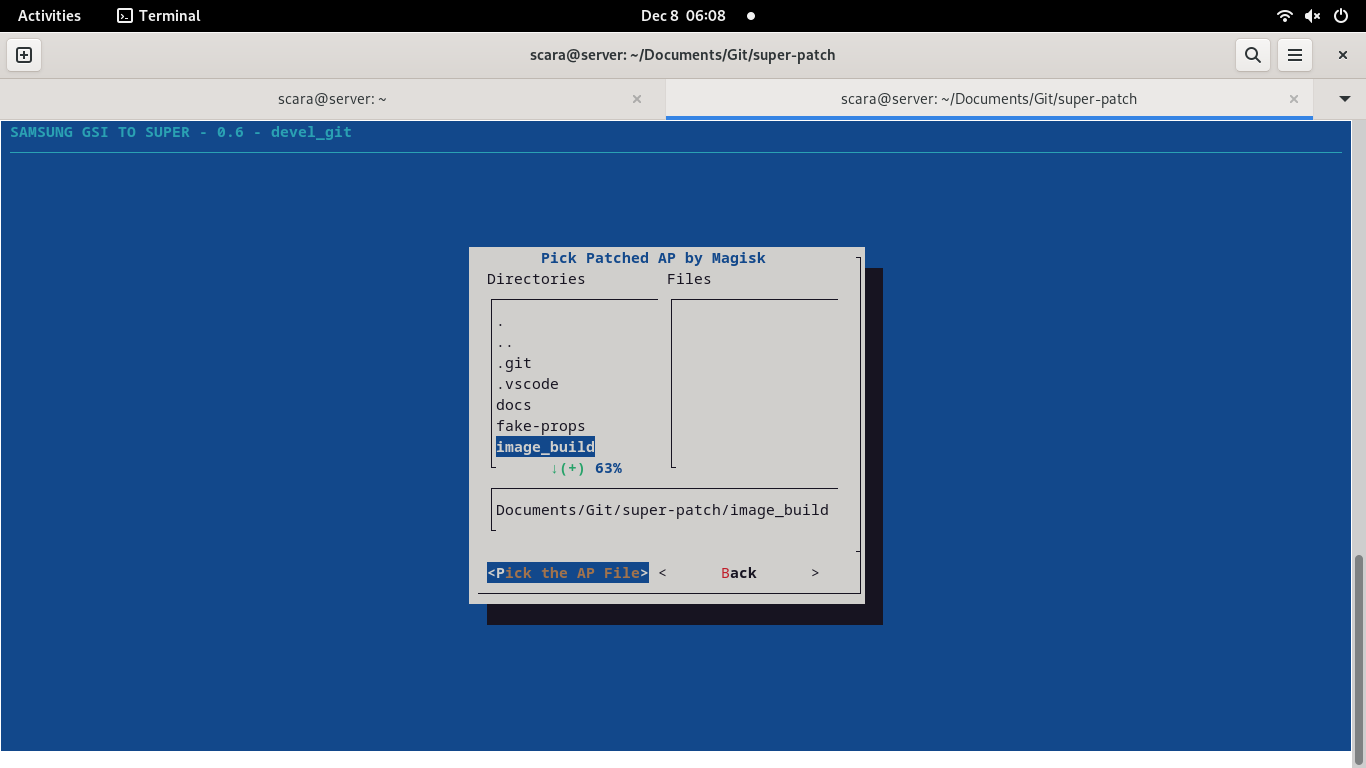 Activities Terminal Dec 8 06:08
scara@server: ~/Documents/Git/super-patch
scara@server: ~ scara@server: ~/Documents/Git/super-patch
SAMSUNG GSI TO SUPER - 0.6 - devel_git
Pick Patched AP by Magisk
Directories Files
.
..
.git
.vscode
docs
fake-props
image_build
↓(+) 63%
Documents/Git/super-patch/image_build
<Pick the AP File> < Back >